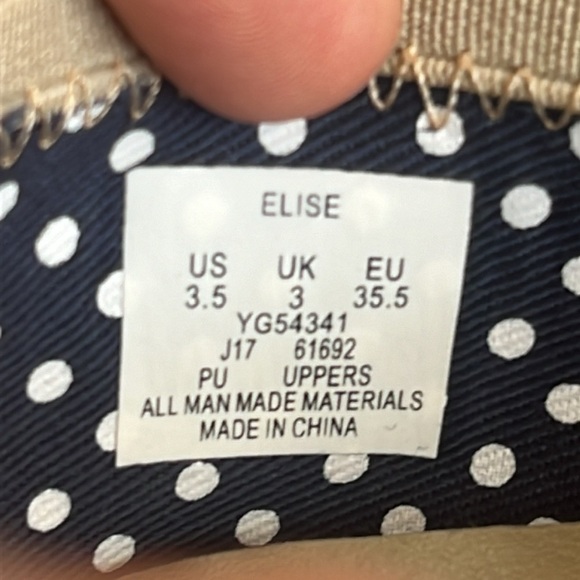 ELISE
US UK EU
3.5 3 35.5
YG54341
J17 61692
PU UPPERS
ALL MAN MADE MATERIALS
MADE IN CHINA